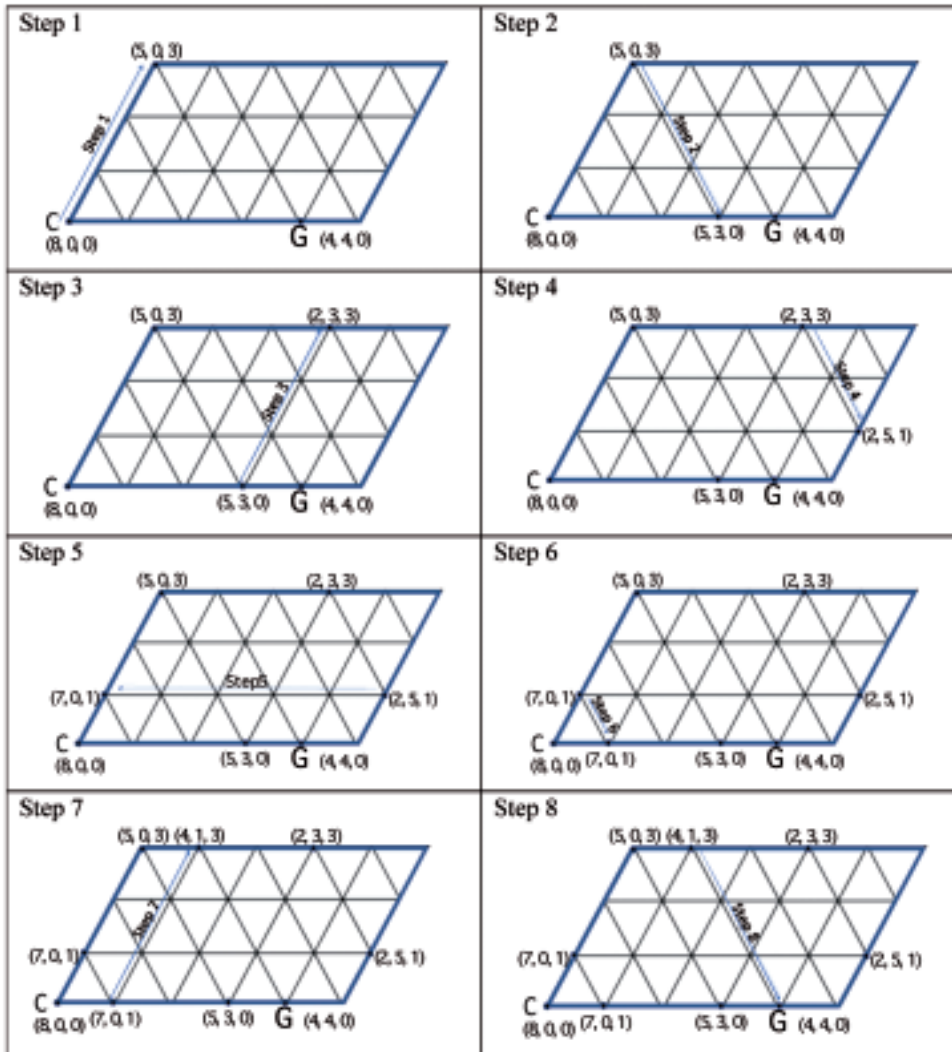 Step 1
(5, 0, 3)
Step 1
C
(8, 0, 0)
G
(4, 4, 0)
Step 2
(5, 0, 3)
Step 2
C
(8, 0, 0)
(5, 3, 0)
G
(4, 4, 0)
Step 3
(5, 0, 3)
(2, 3, 3)
Step 3
C
(8, 0, 0)
(5, 3, 0)
G
(4, 4, 0)
Step 4
(5, 0, 3)
(2, 3, 3)
Step 4
(2, 5, 1)
C
(8, 0, 0)
(5, 3, 0)
G
(4, 4, 0)
Step 5
(5, 0, 3)
(2, 3, 3)
Step5
(7, 0, 1)
(2, 5, 1)
C
(8, 0, 0)
(5, 3, 0)
G
(4, 4, 0)
Step 6
(5, 0, 3)
(2, 3, 3)
(7, 0, 1)
Step 6
(2, 5, 1)
C
(8, 0, 0)
(7, 0, 1)
(5, 3, 0)
G
(4, 4, 0)
Step 7
(5, 0, 3) (4, 1, 3)
(2, 3, 3)
Step 7
(7, 0, 1)
(2, 5, 1)
C
(8, 0, 0)
(7, 0, 1)
(5, 3, 0)
G
(4, 4, 0)
Step 8
(5, 0, 3) (4, 1, 3)
(2, 3, 3)
Step 8
(7, 0, 1)
(2, 5, 1)
C
(8, 0, 0)
(7, 0, 1)
(5, 3, 0)
G
(4, 4, 0)